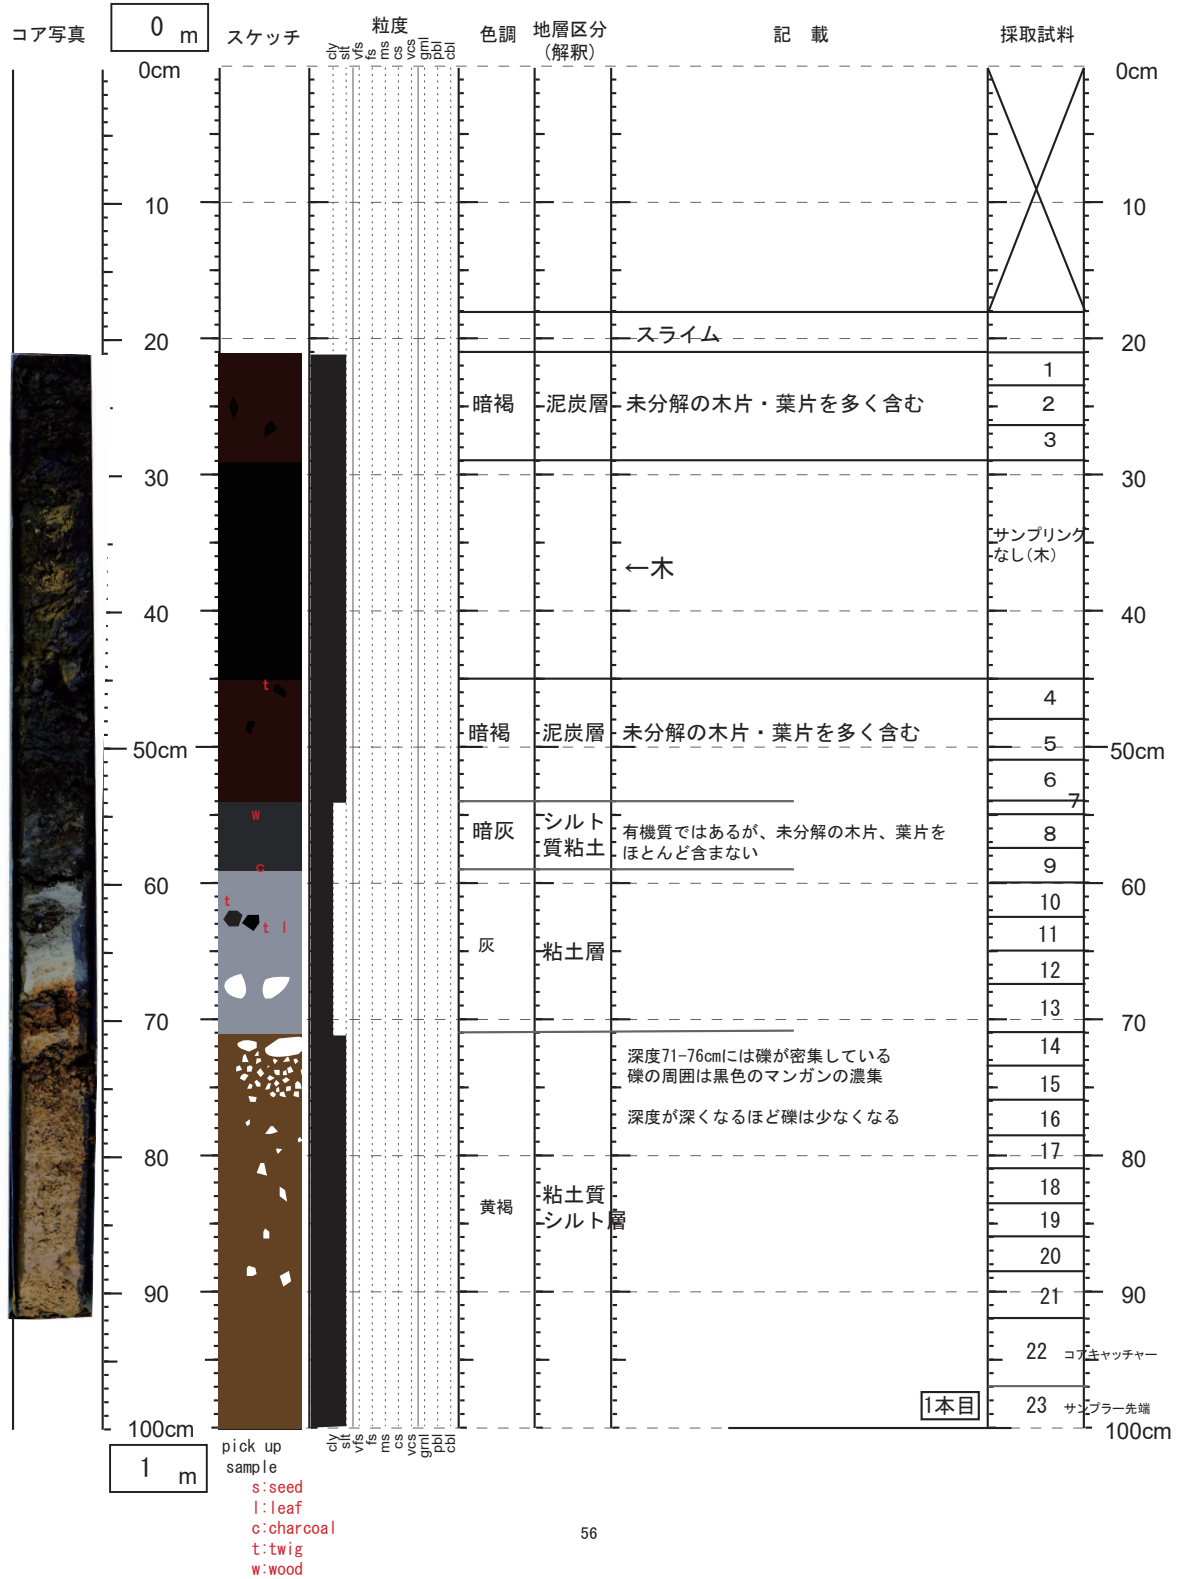 コア写真
0 m
スケッチ
粒度
cly
slt
vfs
fs
ms
cs
vcs
grnl
pbl
cbl
色調
地層区分
(解釈)
記 載
採取試料
0cm
0cm
10
10
スライム
20
20
1
暗褐
泥炭層
未分解の木片・葉片を多く含む
2
3
30
30
サンプリング
なし(木)
←木
40
40
t
4
暗褐
泥炭層
未分解の木片・葉片を多く含む
5
50cm
50cm
6
7
w
暗灰
シルト
質粘土
有機質ではあるが、未分解の木片、葉片を
ほとんど含まない
8
c
9
60
60
t
10
t l
11
灰
粘土層
12
13
70
70
深度71-76cmには礫が密集している
礫の周囲は黒色のマンガンの濃集
14
15
深度が深くなるほど礫は少なくなる
16
17
80
80
18
黄褐
粘土質
シルト層
19
20
90
90
21
22 コアキャッチャー
1本目
23 サンプラー先端
100cm
100cm
cly
slt
vfs
fs
ms
cs
vcs
grnl
pbl
cbl
1 m
pick up
sample
s:seed
l:leaf
c:charcoal
t:twig
w:wood
56